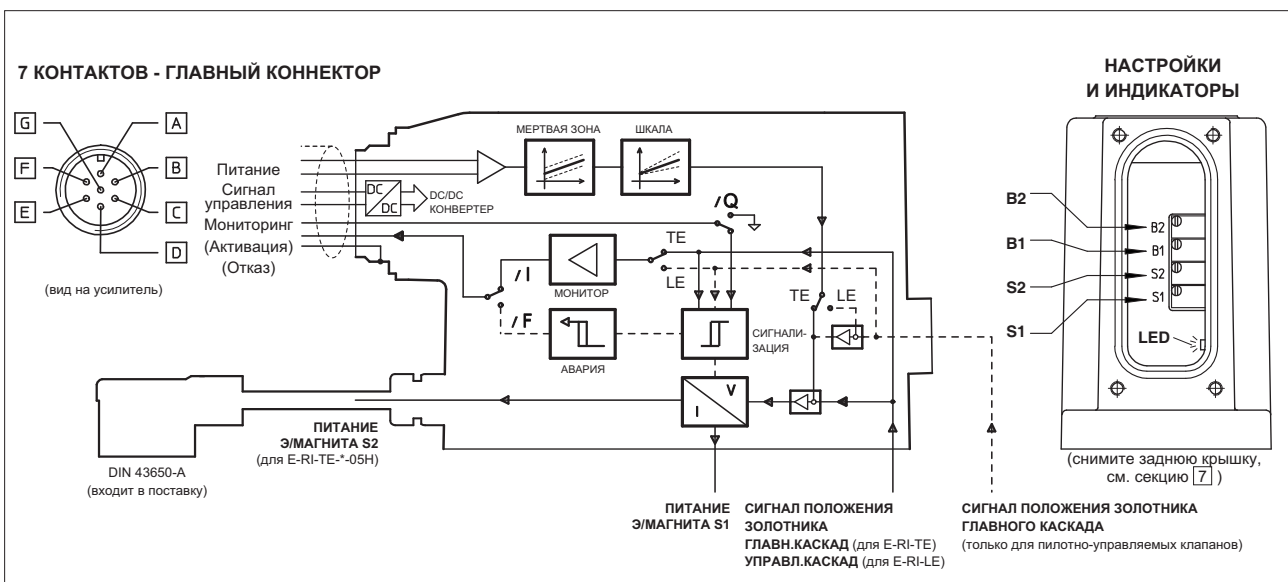 7 КОНТАКТОВ - ГЛАВНЫЙ КОННЕКТОР
G
A
F
B
E
C
D
(вид на усилитель)
Питание
Сигнал
управления
Мониторинг
(Активация)
(Отказ)
DC
DC
DC/DC
КОНВЕРТЕР
МЕРТВАЯ ЗОНА
ШКАЛА
/Q
TE
LE
/I
МОНИТОР
/F
АВАРИЯ
СИГНАЛИ-
ЗАЦИЯ
TE
LE
V
I
DIN 43650-A
(входит в поставку)
ПИТАНИЕ
Э/МАГНИТА S2
(для E-RI-TE-*-05H)
ПИТАНИЕ
Э/МАГНИТА S1
СИГНАЛ ПОЛОЖЕНИЯ
ЗОЛОТНИКА
ГЛАВН.КАСКАД (для E-RI-TE)
УПРАВЛ.КАСКАД (для E-RI-LE)
СИГНАЛ ПОЛОЖЕНИЯ ЗОЛОТНИКА
ГЛАВНОГО КАСКАДА
(только для пилотно-управляемых клапанов)
НАСТРОЙКИ
И ИНДИКАТОРЫ
B2
B1
S2
S1
B2
B1
S2
S1
LED
(снимите заднюю крышку,
см. секцию 7 )